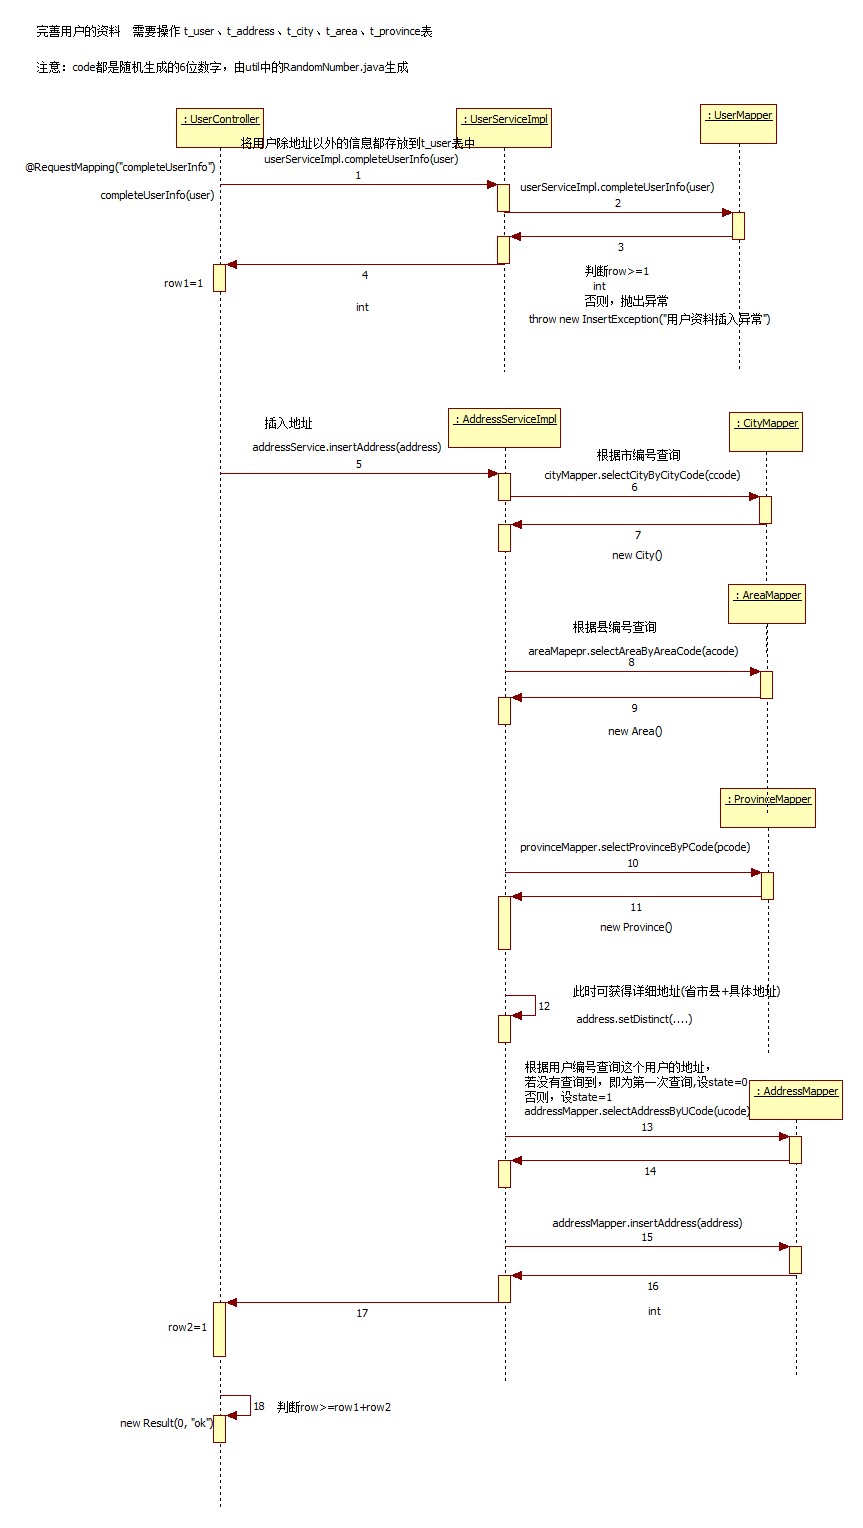 完善用户的资料 需要操作 t_user、t_address、t_city、t_area、t_province表
注意：code都是随机生成的6位数字，由util中的RandomNumber.java生成
: UserController
: UserServiceImpl
: UserMapper
将用户除地址以外的信息都存放到t_user表中
userServiceImpl.completeUserInfo(user)
@RequestMapping("completeUserInfo")
1
completeUserInfo(user)
userServiceImpl.completeUserInfo(user)
2
3
4
row1=1
int
判断row>=1
int
否则，抛出异常
throw new InsertException("用户资料插入异常")
: AddressServiceImpl
: CityMapper
插入地址
addressService.insertAddress(address)
5
根据市编号查询
cityMapper.selectCityByCityCode(ccode)
6
7
new City()
: AreaMapper
根据县编号查询
areaMapepr.selectAreaByAreaCode(acode)
8
9
new Area()
: ProvinceMapper
provinceMapper.selectProvinceByPCode(pcode)
10
11
new Province()
此时可获得详细地址(省市县+具体地址)
12
address.setDistinct(....)
根据用户编号查询这个用户的地址，
若没有查询到，即为第一次查询,设state=0
否则，设state=1
addressMapper.selectAddressByUCode(ucode)
: AddressMapper
13
14
addressMapper.insertAddress(address)
15
16
int
17
row2=1
18
判断row>=row1+row2
new Result(0, "ok")